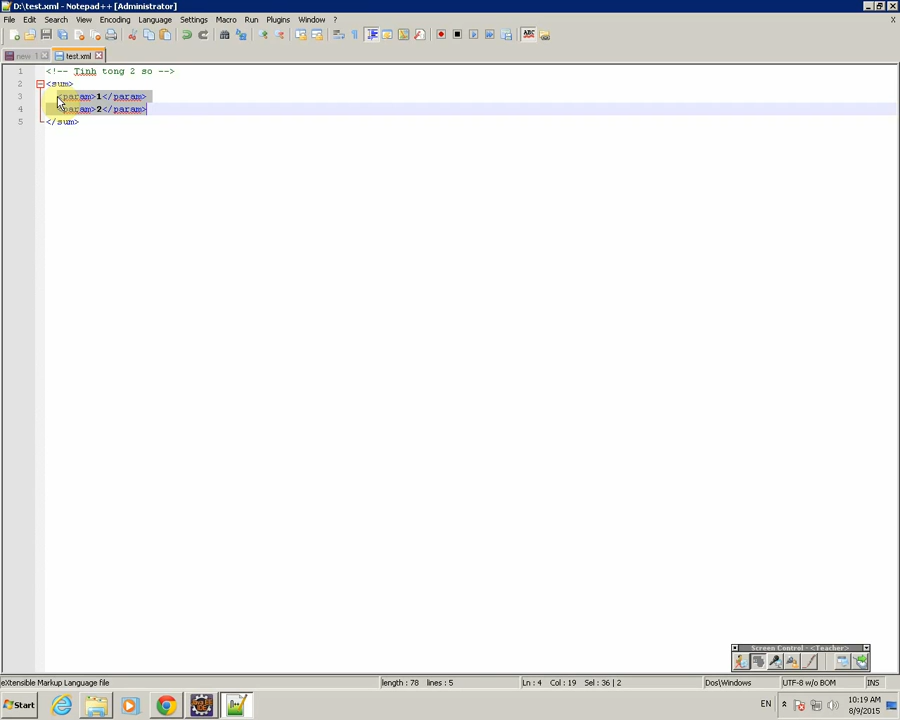 D:\test.xml - Notepad++ [Administrator]
File Edit Search View Encoding Language Settings Macro Run Plugins Window ? X
new 1 test.xml
1 <!-- Tinh tong 2 so -->
2 <sum>
3 <param>1</param>
4 <param>2</param>
5 </sum>
Screen Control - <Teacher>
eXtensible Markup Language file length : 78 lines : 5 Ln : 4 Col : 19 Sel : 36 | 2 Dos\Windows UTF-8 w/o BOM INS
Start EN 10:19 AM
8/9/2015